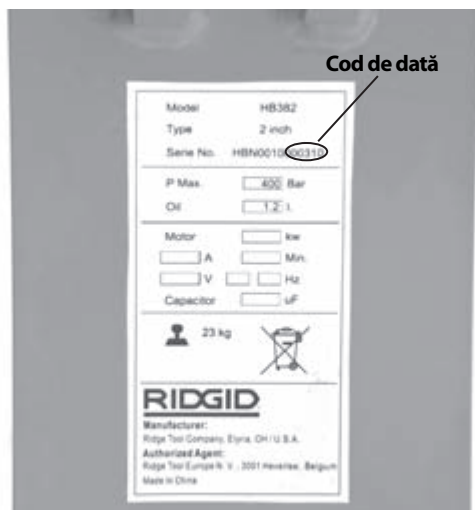 Cod de dată
Model HB382
Type 2 inch
Serie No. HBN0010000310
P Max. 400 Bar
Oil 1.2 l.
Motor kw
A Min.
V Hz
Capacitor uF
23 kg
RIDGID
Manufacturer:
Ridge Tool Company, Elyria, OH / U.S.A.
Authorized Agent:
Ridge Tool Europe N.V., 3001 Heverlee, Belgium
Made in China